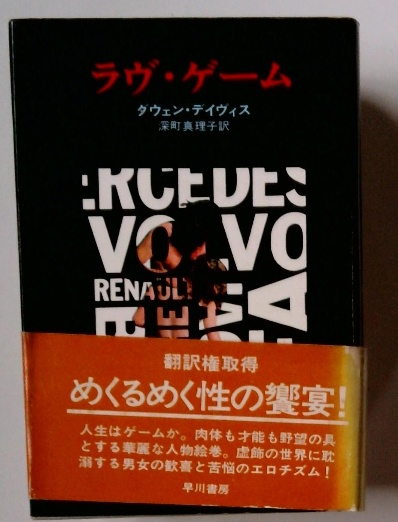 ラヴ・ゲーム
ダウェン・デイヴィス
深町真理子訳
ERCEDES
VOLVO
RENAULT
翻訳権取得
めくるめく性の饗宴!
人生はゲームか。肉体も才能も野望の具
とする華麗な人物絵巻。虚飾の世界に耽
溺する男女の歓喜と苦悩のエロチズム!
早川書房